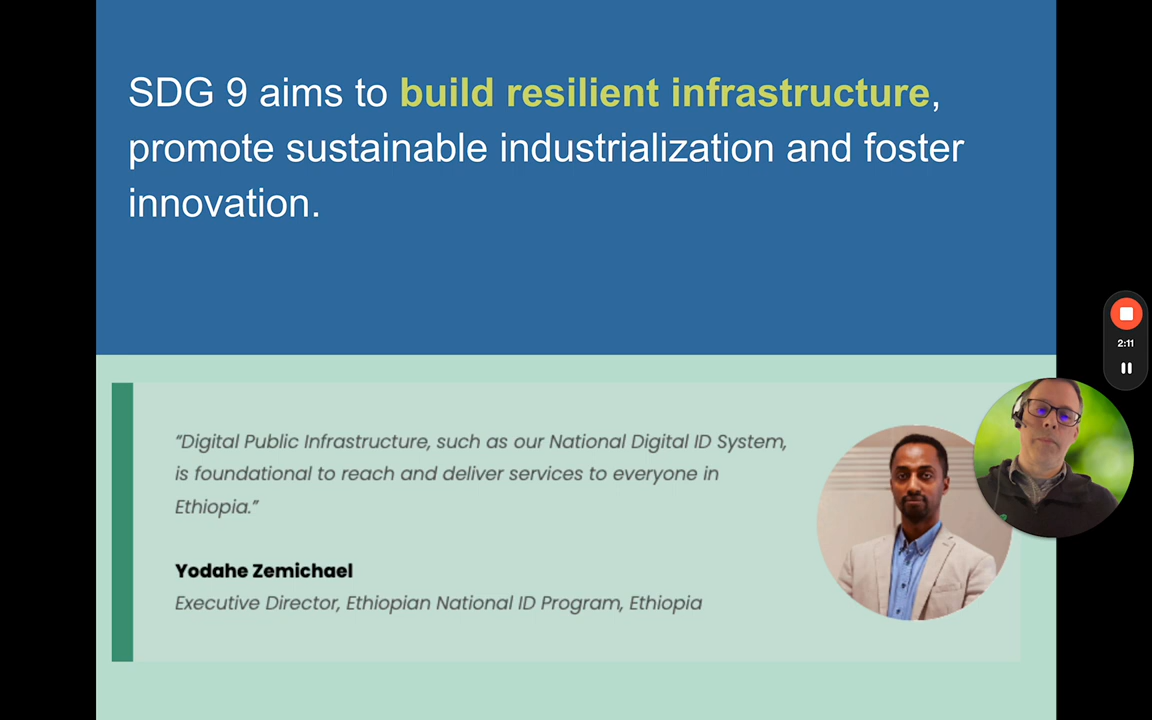 SDG 9 aims to build resilient infrastructure,
promote sustainable industrialization and foster
innovation.
2:11
“Digital Public Infrastructure, such as our National Digital ID System,
is foundational to reach and deliver services to everyone in
Ethiopia.”
Yodahe Zemichael
Executive Director, Ethiopian National ID Program, Ethiopia